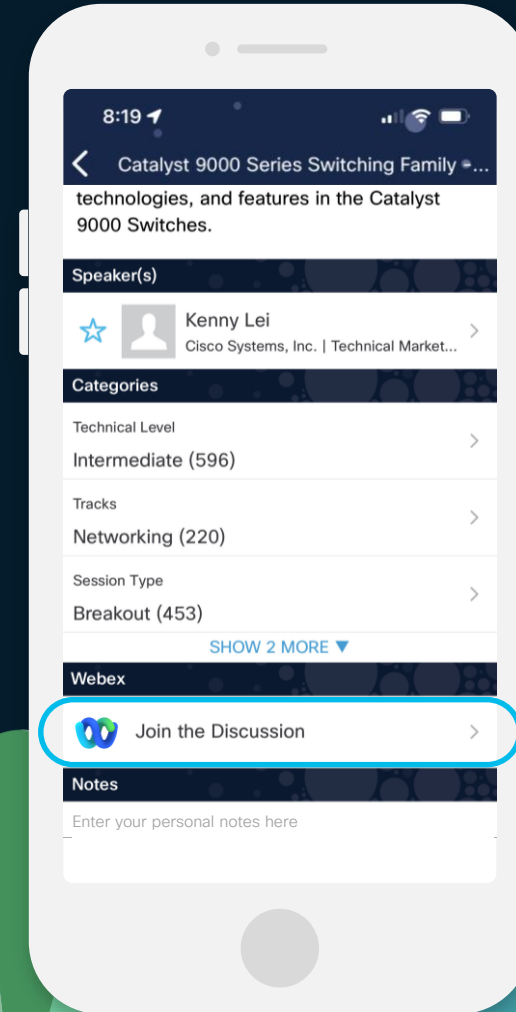 8:19
Catalyst 9000 Series Switching Family -...
technologies, and features in the Catalyst
9000 Switches.
Speaker(s)
Kenny Lei
Cisco Systems, Inc. | Technical Market...
Categories
Technical Level
Intermediate (596)
Tracks
Networking (220)
Session Type
Breakout (453)
SHOW 2 MORE ▼
Webex
Join the Discussion
Notes
Enter your personal notes here